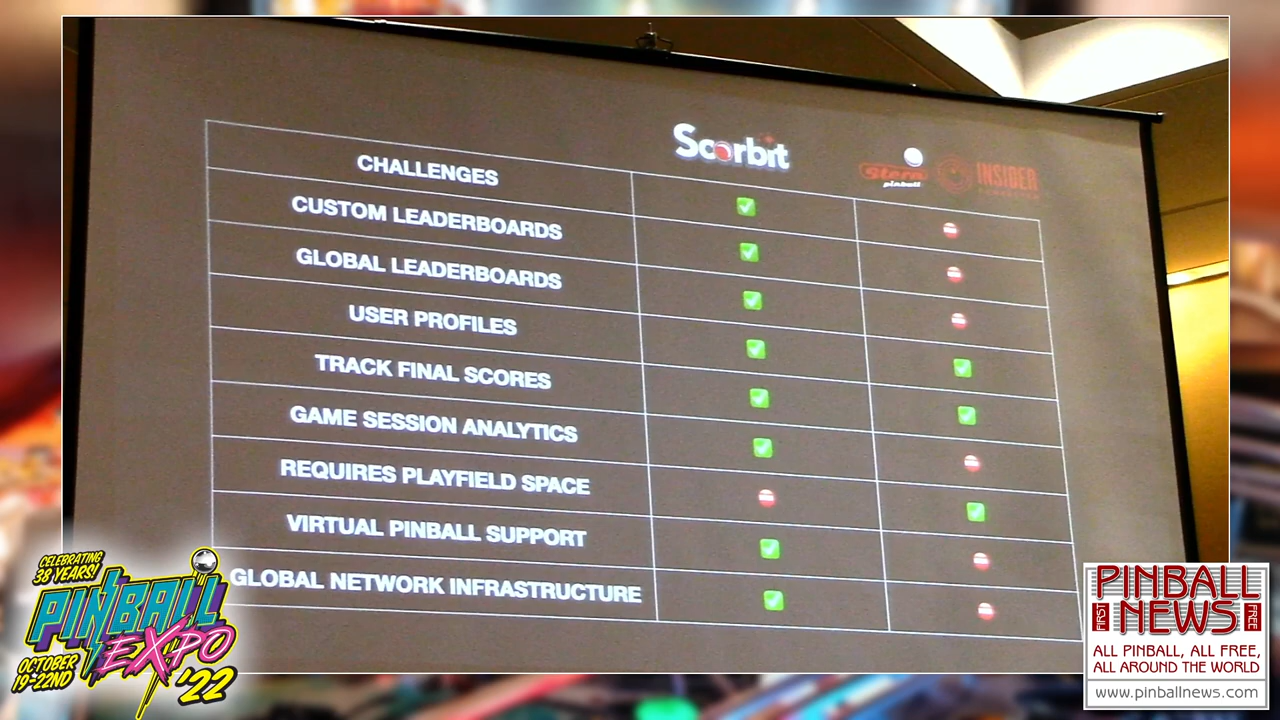 Scorbit
Stern
pinball
INSIDER
CHALLENGES
CUSTOM LEADERBOARDS
GLOBAL LEADERBOARDS
USER PROFILES
TRACK FINAL SCORES
GAME SESSION ANALYTICS
REQUIRES PLAYFIELD SPACE
VIRTUAL PINBALL SUPPORT
GLOBAL NETWORK INFRASTRUCTURE
CELEBRATING
38 YEARS!
PINBALL
EXPO
OCTOBER
19-22ND
'22
PINBALL
FIRST NEWS FREE
ALL PINBALL, ALL FREE,
ALL AROUND THE WORLD
www.pinballnews.com